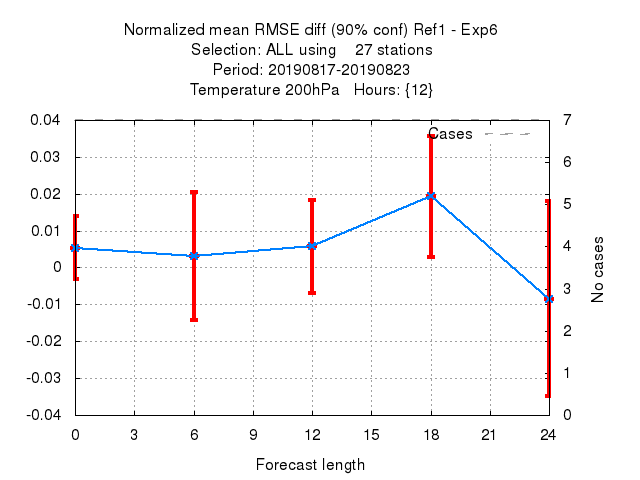 Normalized mean RMSE diff (90% conf) Ref1 - Exp6
Selection: ALL using    27 stations
Period: 20190817-20190823
Temperature 200hPa   Hours: {12}
Cases
0.04
0.03
0.02
0.01
0
-0.01
-0.02
-0.03
-0.04
7
6
5
4
3
2
1
0
No cases
0 3 6 9 12 15 18 21 24
Forecast length